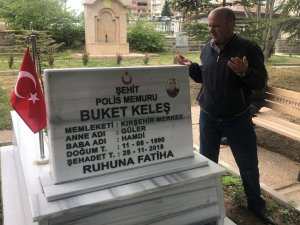 ŞEHİT
POLİS MEMURU
BUKET KELEŞ
MEMLEKETİ : KIRŞEHİR-MERKEZ
ANNE ADI : GÜLER
BABA ADI : HAMDİ
DOĞUM T. : 11 - 08 - 1990
ŞEHADET T. : 28 - 11 - 2018
RUHUNA FATİHA